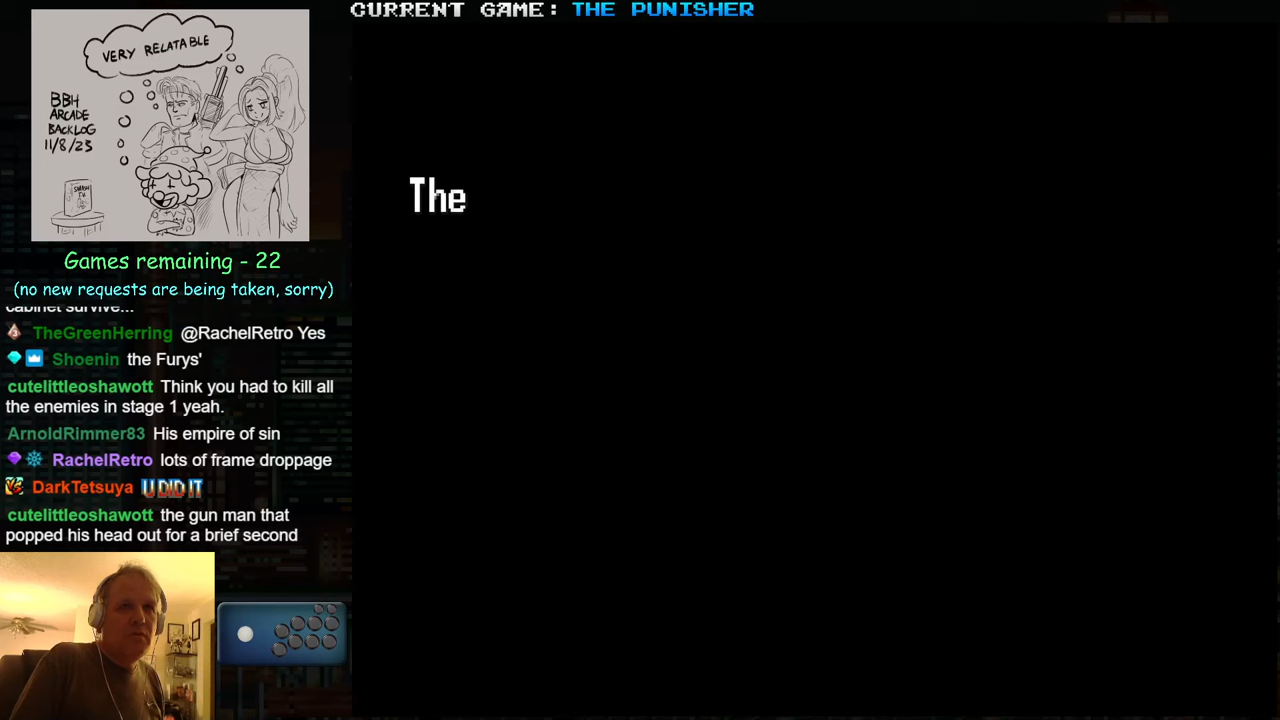 CURRENT GAME: THE PUNISHER
VERY RELATABLE
BBH
ARCADE
BACKLOG
11/8/23
SMASH
The
Games remaining - 22
(no new requests are being taken, sorry)
cabinet survive...
TheGreenHerring @RachelRetro Yes
Shoenin the Furys'
cutelittleoshawott Think you had to kill all
the enemies in stage 1 yeah.
ArnoldRimmer83 His empire of sin
RachelRetro lots of frame droppage
DarkTetsuya U DID IT
cutelittleoshawott the gun man that
popped his head out for a brief second